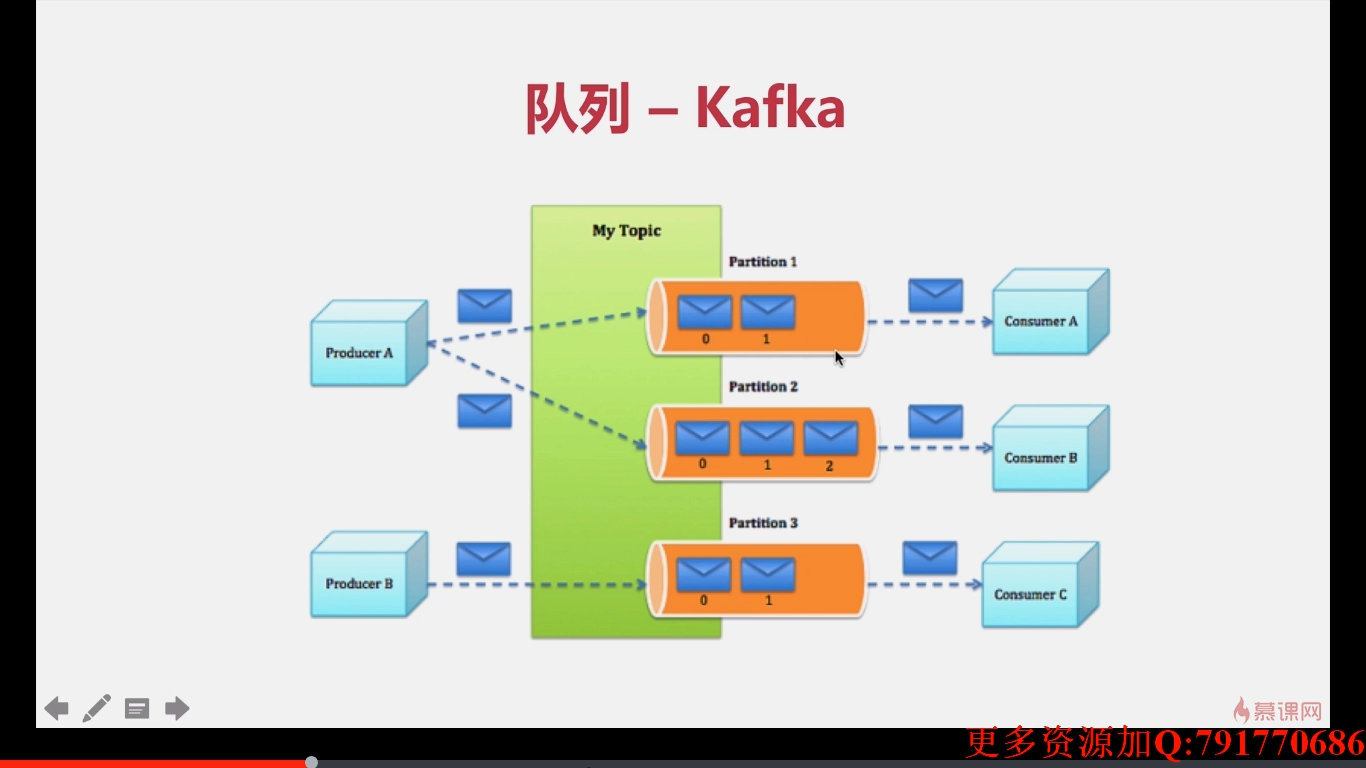 队列 – Kafka
My Topic
Partition 1
0
1
Producer A
Consumer A
Partition 2
0
1
2
Consumer B
Partition 3
0
1
Producer B
Consumer C
慕课网
更多资源加Q:791770686